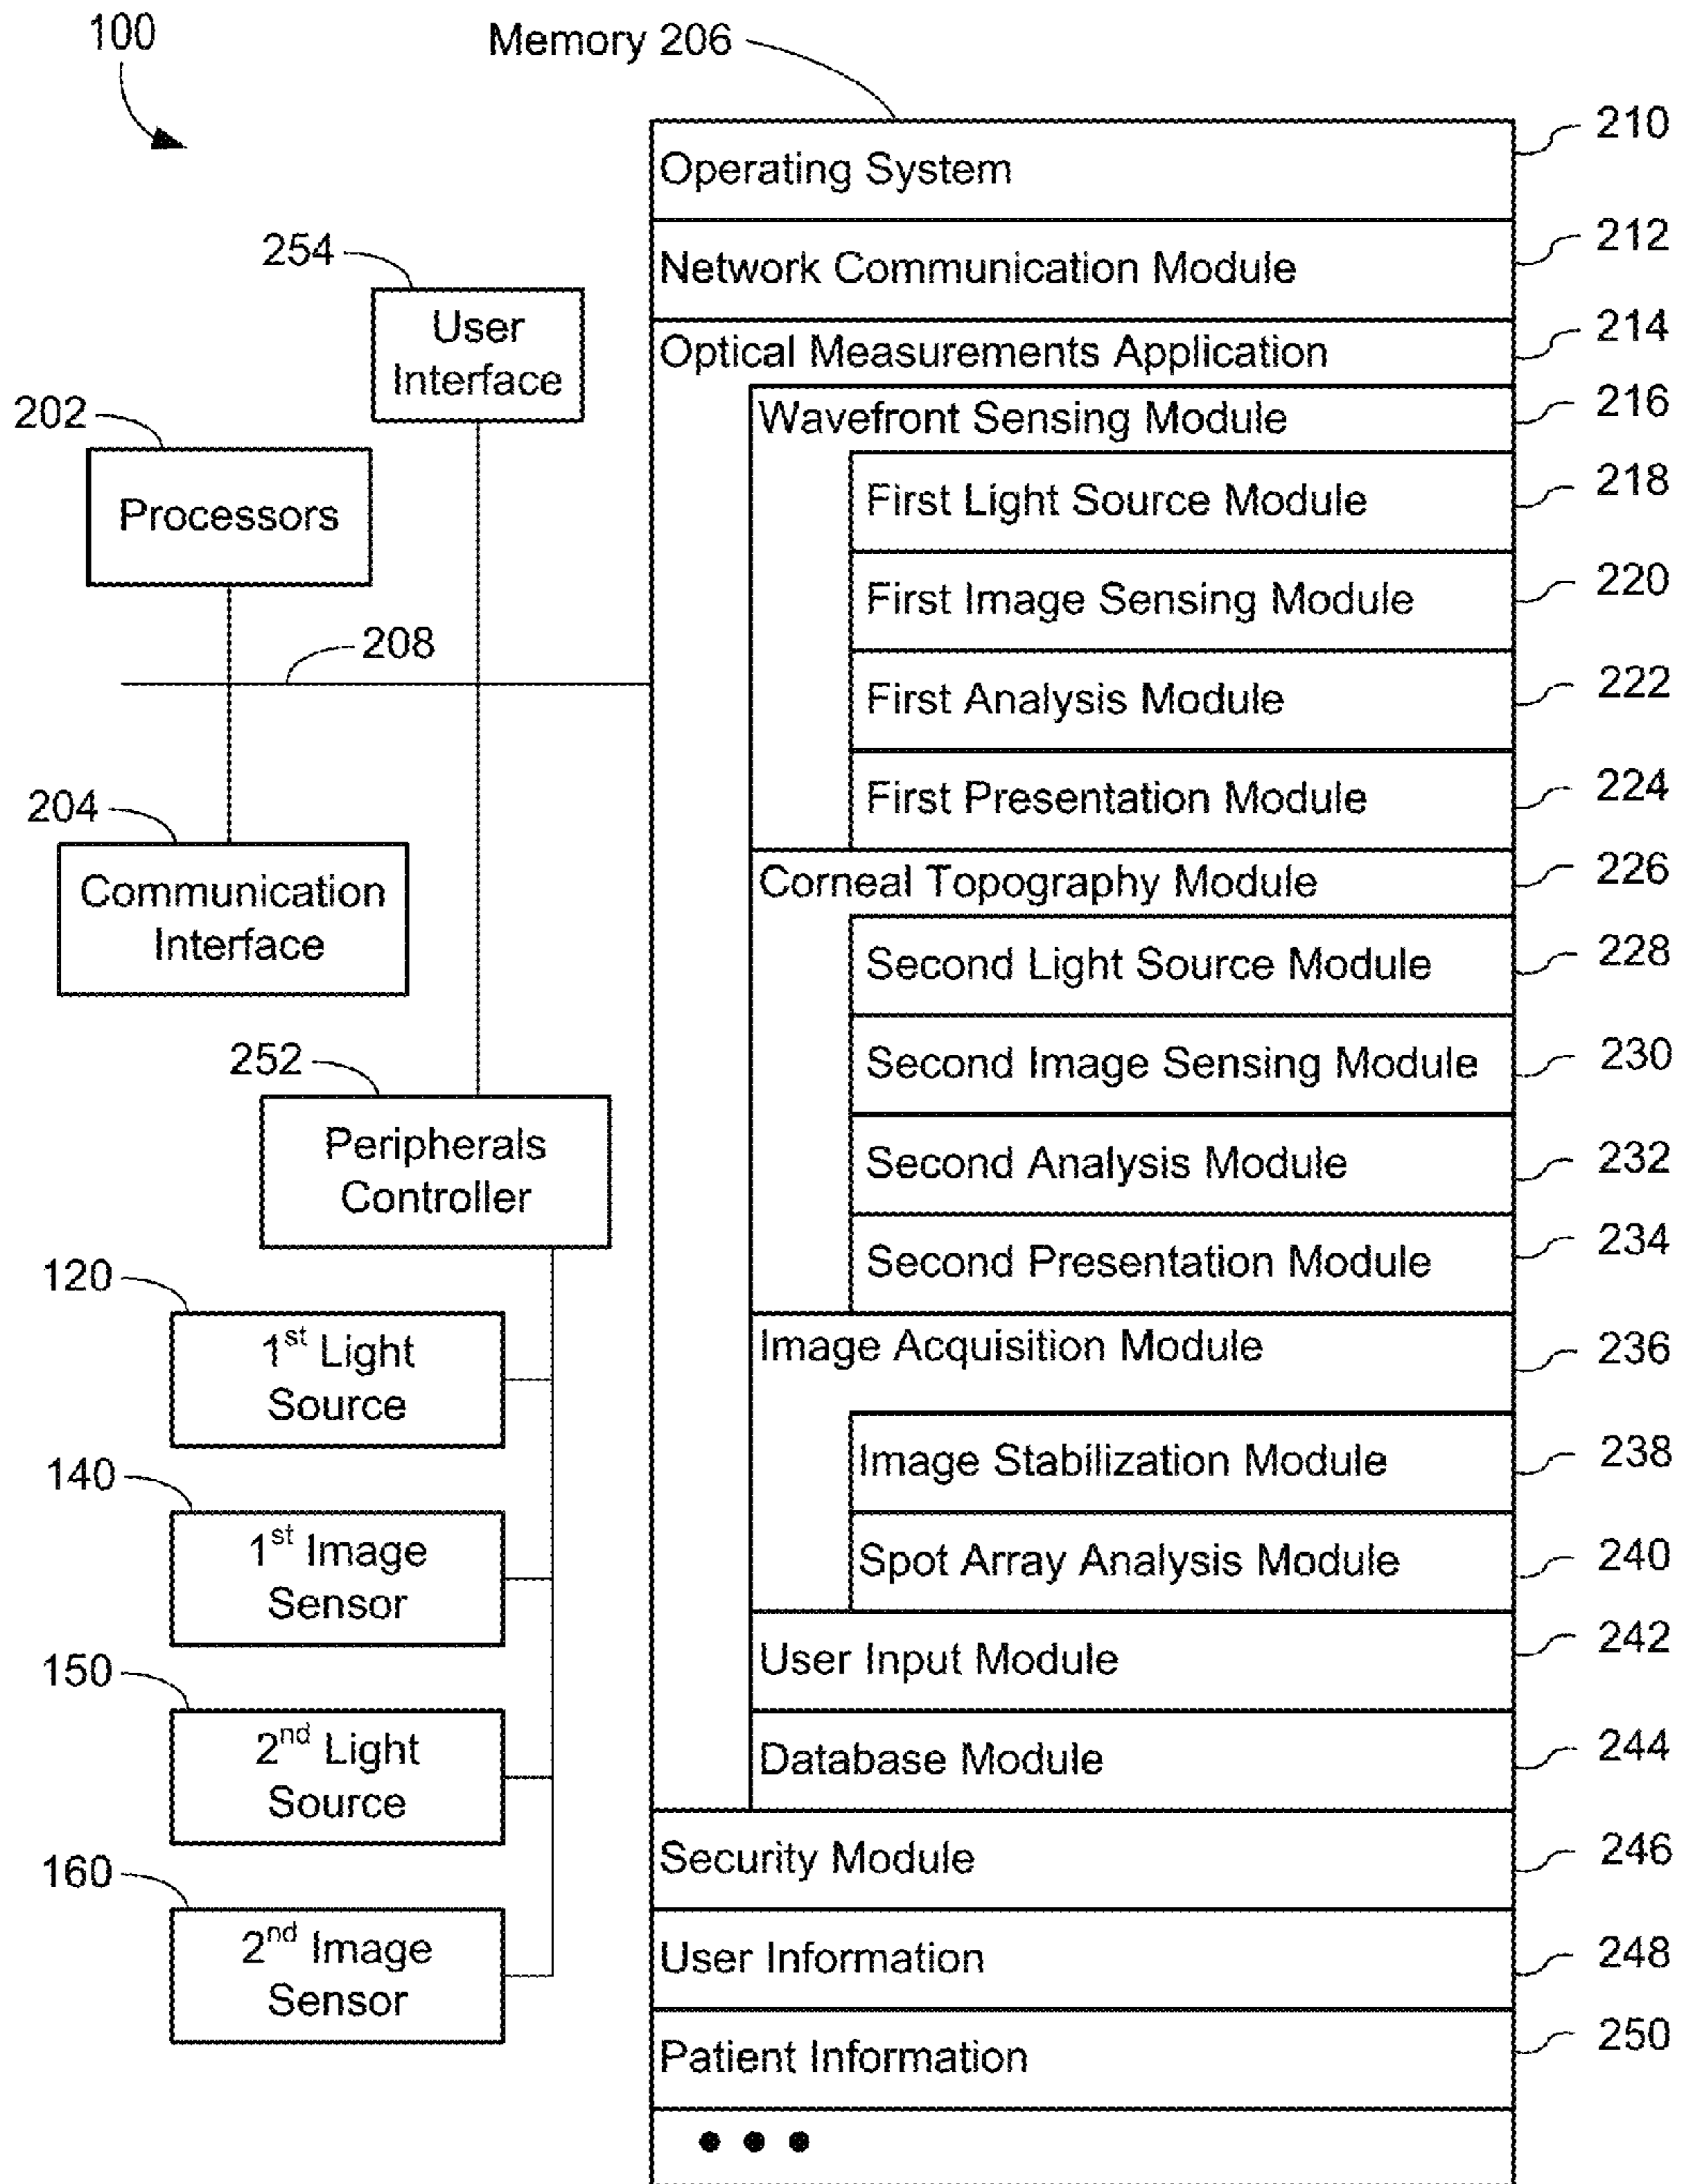 100
Memory 206
210
Operating System
212
Network Communication Module
254
User
Interface
214
Optical Measurements Application
216
Wavefront Sensing Module
202
Processors
218
First Light Source Module
220
First Image Sensing Module
208
222
First Analysis Module
224
First Presentation Module
204
Communication
Interface
226
Corneal Topography Module
228
Second Light Source Module
230
Second Image Sensing Module
252
Peripherals
Controller
232
Second Analysis Module
234
Second Presentation Module
120
1st Light
Source
236
Image Acquisition Module
238
Image Stabilization Module
140
1st Image
Sensor
240
Spot Array Analysis Module
242
User Input Module
150
2nd Light
Source
244
Database Module
246
Security Module
160
2nd Image
Sensor
248
User Information
250
Patient Information
• • •